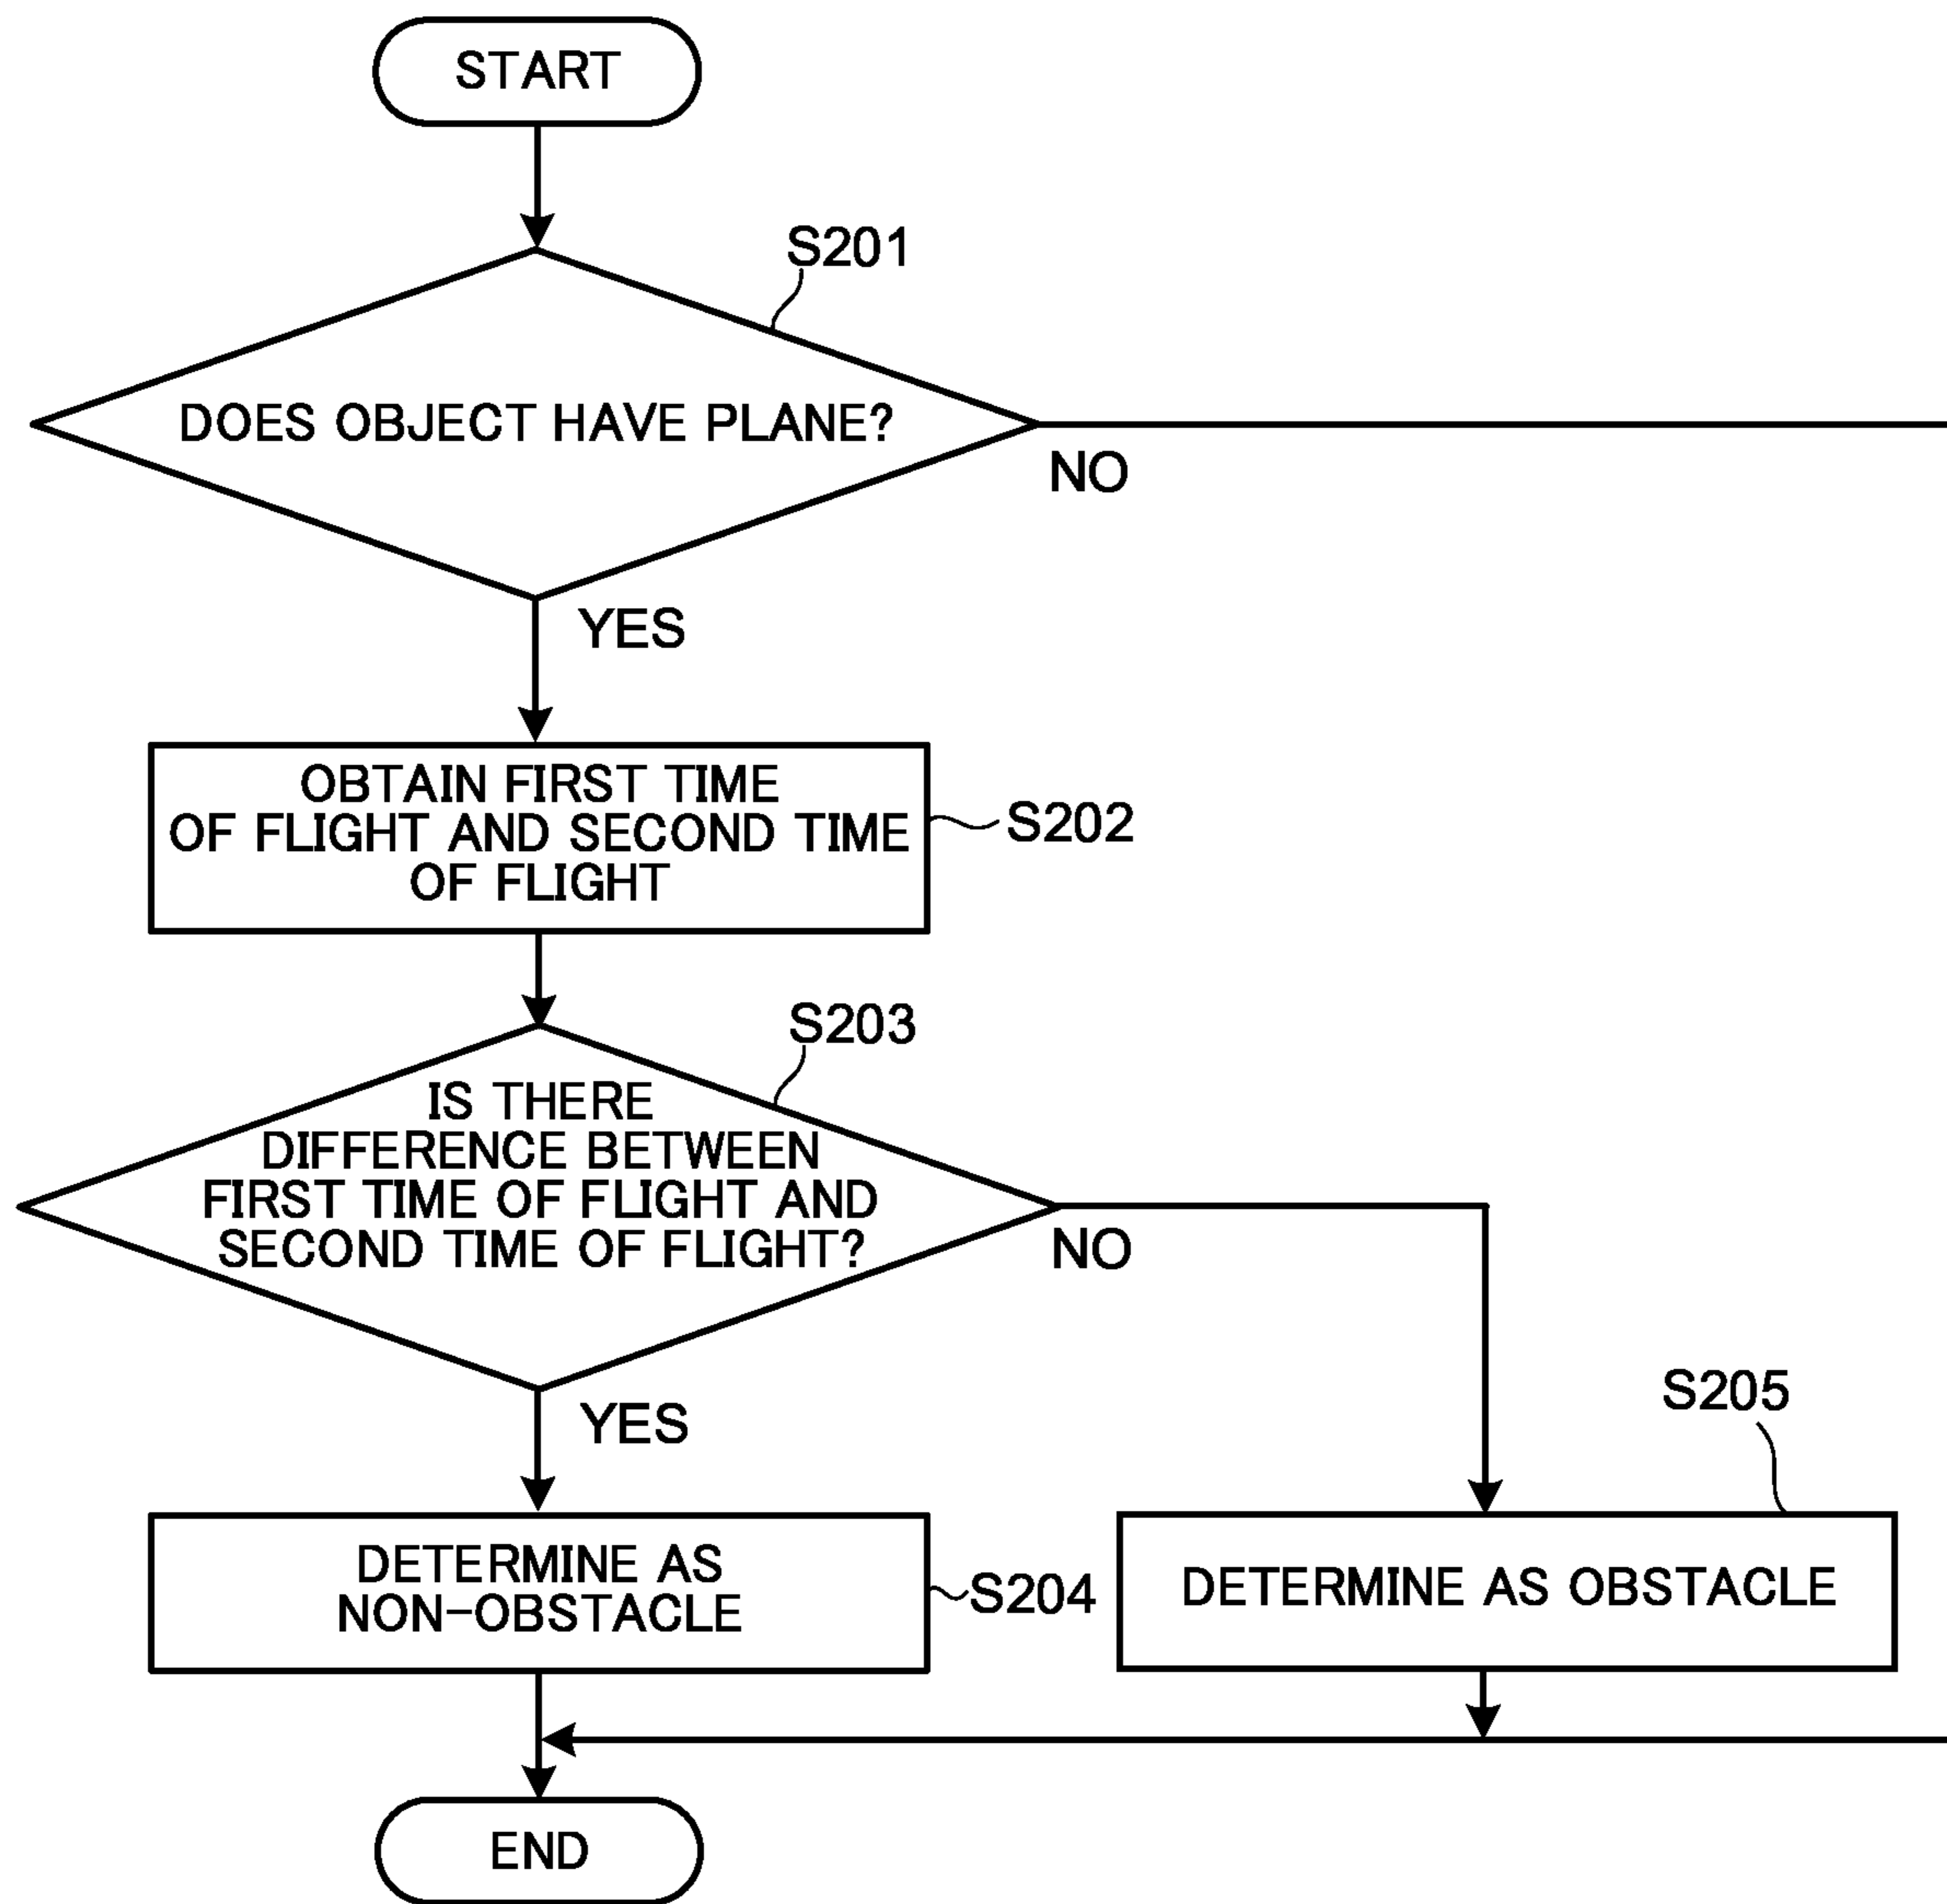 START
S201
DOES OBJECT HAVE PLANE?
NO
YES
OBTAIN FIRST TIME
OF FLIGHT AND SECOND TIME
OF FLIGHT
S202
S203
IS THERE
DIFFERENCE BETWEEN
FIRST TIME OF FLIGHT AND
SECOND TIME OF FLIGHT?
NO
YES
S205
DETERMINE AS
NON-OBSTACLE
S204
DETERMINE AS OBSTACLE
END